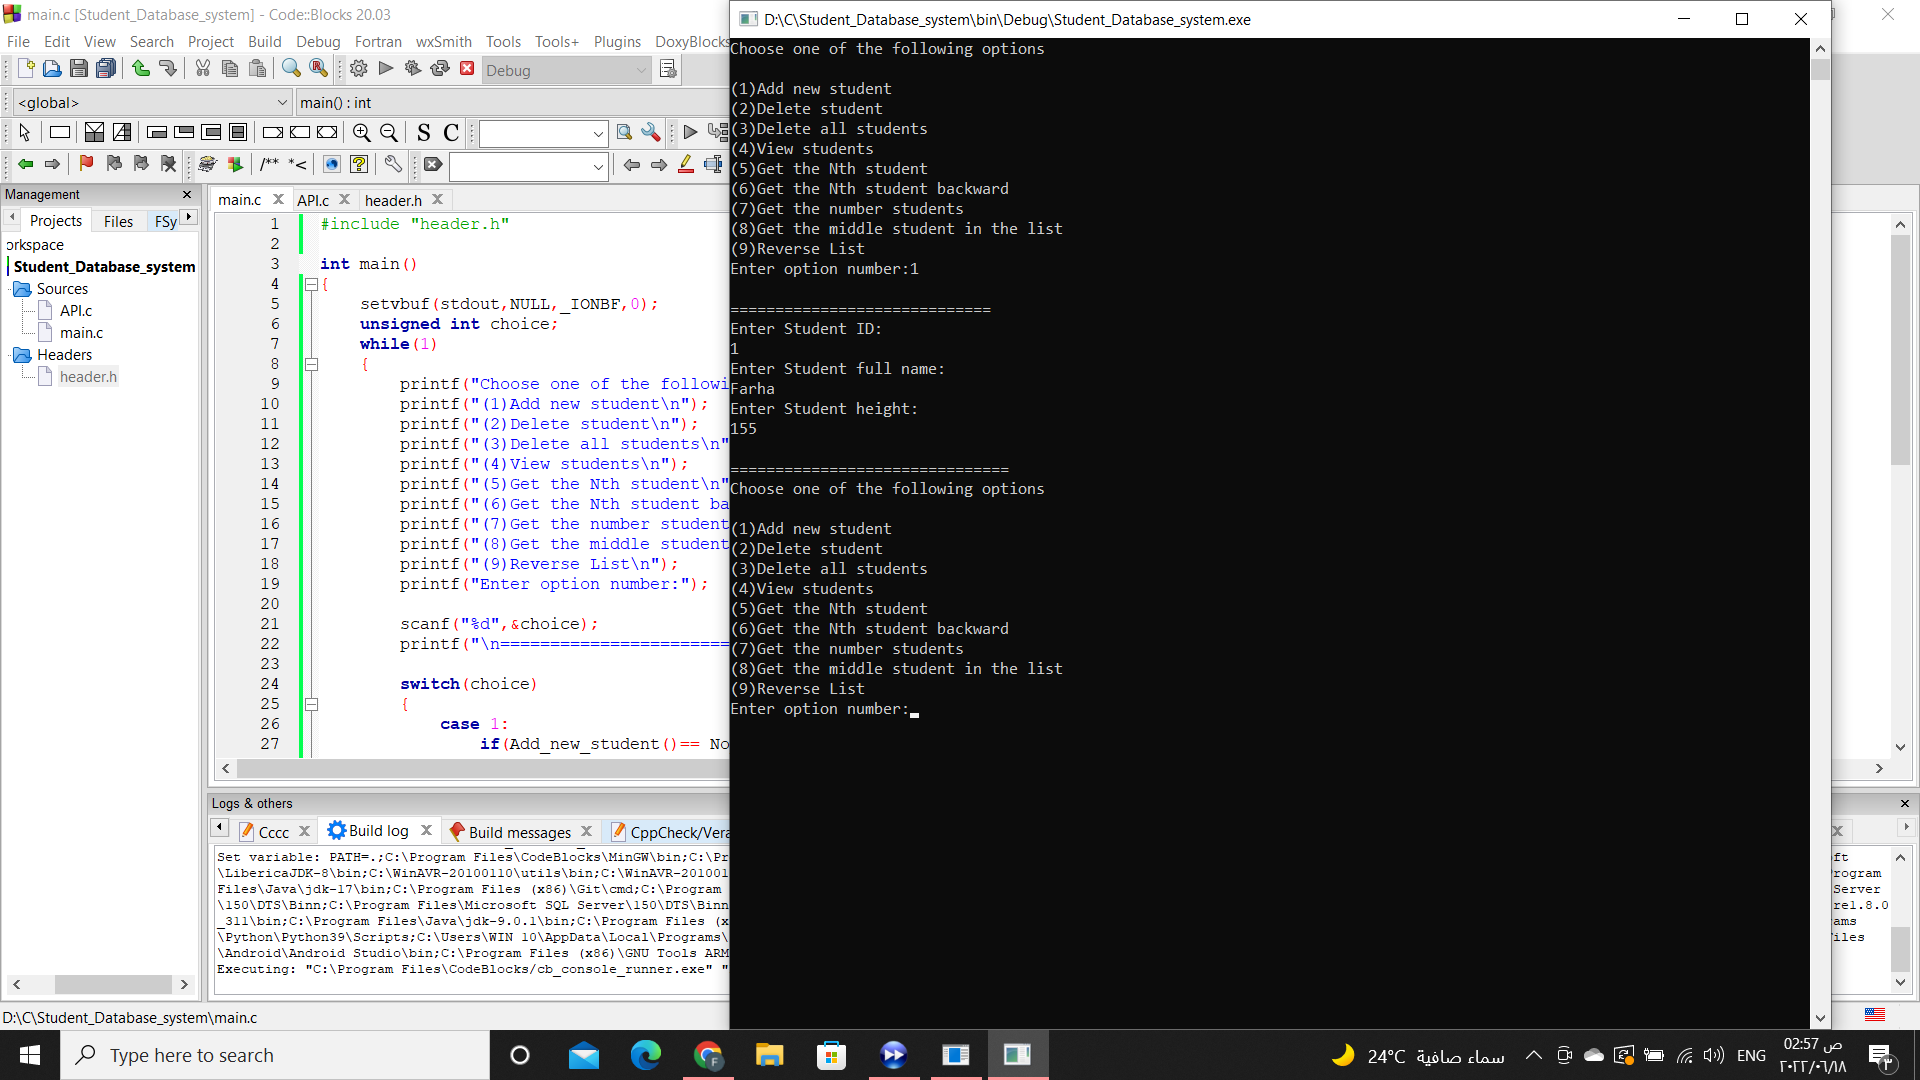 main.c [Student_Database_system] - Code::Blocks 20.03
File Edit View Search Project Build Debug Fortran wxSmith Tools Tools+ Plugins DoxyBlocks
Debug
<global>
main() : int
S C
/** *<
Management
Projects
Files
FSy
orkspace
Student_Database_system
Sources
API.c
main.c
Headers
header.h
main.c
API.c
header.h
1 #include "header.h"
2
3 int main()
4 {
5 setvbuf(stdout,NULL,_IONBF,0);
6 unsigned int choice;
7 while(1)
8 {
9 printf("Choose one of the followi
10 printf("(1)Add new student\n");
11 printf("(2)Delete student\n");
12 printf("(3)Delete all students\n"
13 printf("(4)View students\n");
14 printf("(5)Get the Nth student\n"
15 printf("(6)Get the Nth student ba
16 printf("(7)Get the number student
17 printf("(8)Get the middle student
18 printf("(9)Reverse List\n");
19 printf("Enter option number:");
20
21 scanf("%d",&choice);
22 printf("\n=======================
23
24 switch(choice)
25 {
26 case 1:
27 if(Add_new_student()== No
Logs & others
Cccc
Build log
Build messages
CppCheck/Vera
Set variable: PATH=.;C:\Program Files\CodeBlocks\MinGW\bin;C:\Pr
\LibericaJDK-8\bin;C:\WinAVR-20100110\utils\bin;C:\WinAVR-201001
Files\Java\jdk-17\bin;C:\Program Files (x86)\Git\cmd;C:\Program
\150\DTS\Binn;C:\Program Files\Microsoft SQL Server\150\DTS\Binn
_311\bin;C:\Program Files\Java\jdk-9.0.1\bin;C:\Program Files (x
\Python\Python39\Scripts;C:\Users\WIN 10\AppData\Local\Programs\
\Android\Android Studio\bin;C:\Program Files (x86)\GNU Tools ARM
Executing: "C:\Program Files\CodeBlocks/cb_console_runner.exe" "
ft
rogram
Server
re1.8.0
ams
iles
D:\C\Student_Database_system\main.c
D:\C\Student_Database_system\bin\Debug\Student_Database_system.exe
Choose one of the following options
(1)Add new student
(2)Delete student
(3)Delete all students
(4)View students
(5)Get the Nth student
(6)Get the Nth student backward
(7)Get the number students
(8)Get the middle student in the list
(9)Reverse List
Enter option number:1
=============================
Enter Student ID:
1
Enter Student full name:
Farha
Enter Student height:
155
===============================
Choose one of the following options
(1)Add new student
(2)Delete student
(3)Delete all students
(4)View students
(5)Get the Nth student
(6)Get the Nth student backward
(7)Get the number students
(8)Get the middle student in the list
(9)Reverse List
Enter option number:
Type here to search
F
24°C سماء صافية
ENG
02:57 ص
٢٠٢٢/٠٦/١٨
٣